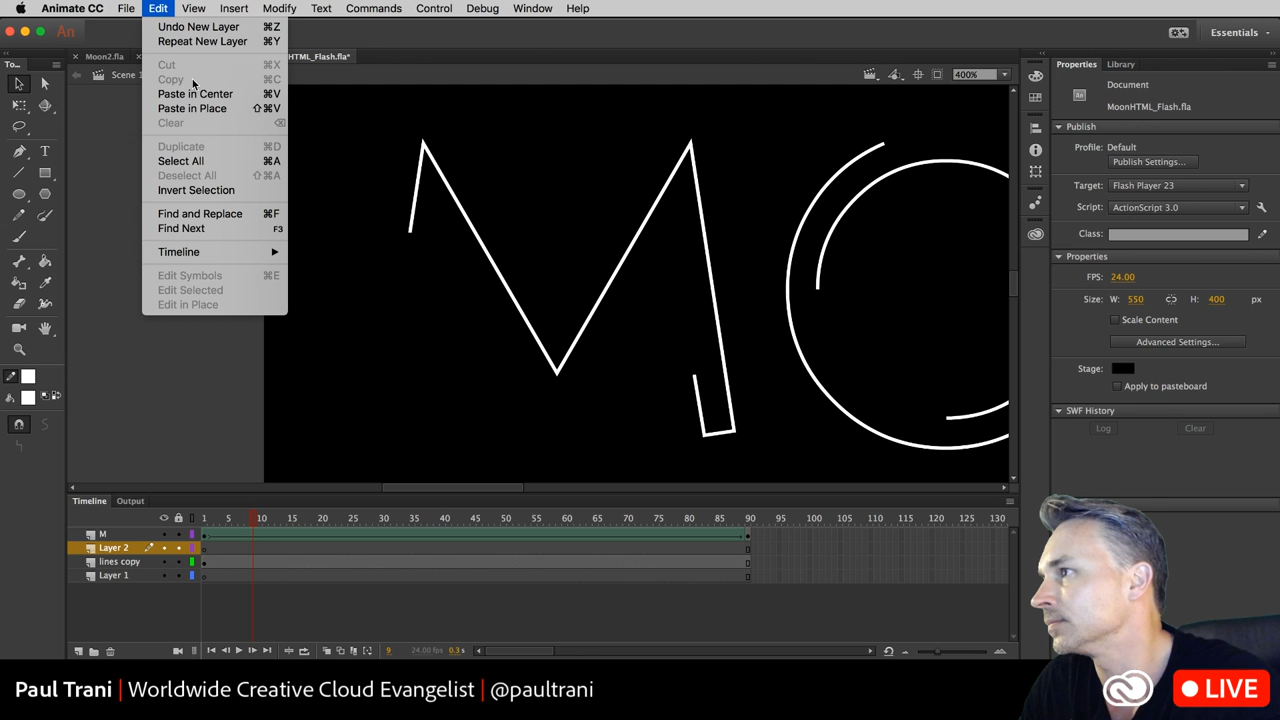 Animate CC File Edit View Insert Modify Text Commands Control Debug Window Help
An Essentials
Undo New Layer ⌘Z
Repeat New Layer ⌘Y
Cut ⌘X
Copy ⌘C
Paste in Center ⌘V
Paste in Place ⇧⌘V
Clear ⌫
Duplicate ⌘D
Select All ⌘A
Deselect All ⇧⌘A
Invert Selection
Find and Replace ⌘F
Find Next F3
Timeline
Edit Symbols ⌘E
Edit Selected
Edit in Place
To...
Moon2.fla HTML_Flash.fla*
Scene 400%
Properties Library
Document
An MoonHTML_Flash.fla
Publish
Profile: Default
Publish Settings...
Target: Flash Player 23
Script: ActionScript 3.0
Class:
Properties
FPS: 24.00
Size: W: 550 H: 400 px
Scale Content
Advanced Settings...
Stage:
Apply to pasteboard
SWF History
Log Clear
Timeline Output
1 5 10 15 20 25 30 35 40 45 50 55 60 65 70 75 80 85 90 95 100 105 110 115 120 125 130
M
Layer 2
lines copy
Layer 1
9 24.00 fps 0.3 s
Paul Trani | Worldwide Creative Cloud Evangelist | @paultrani
LIVE